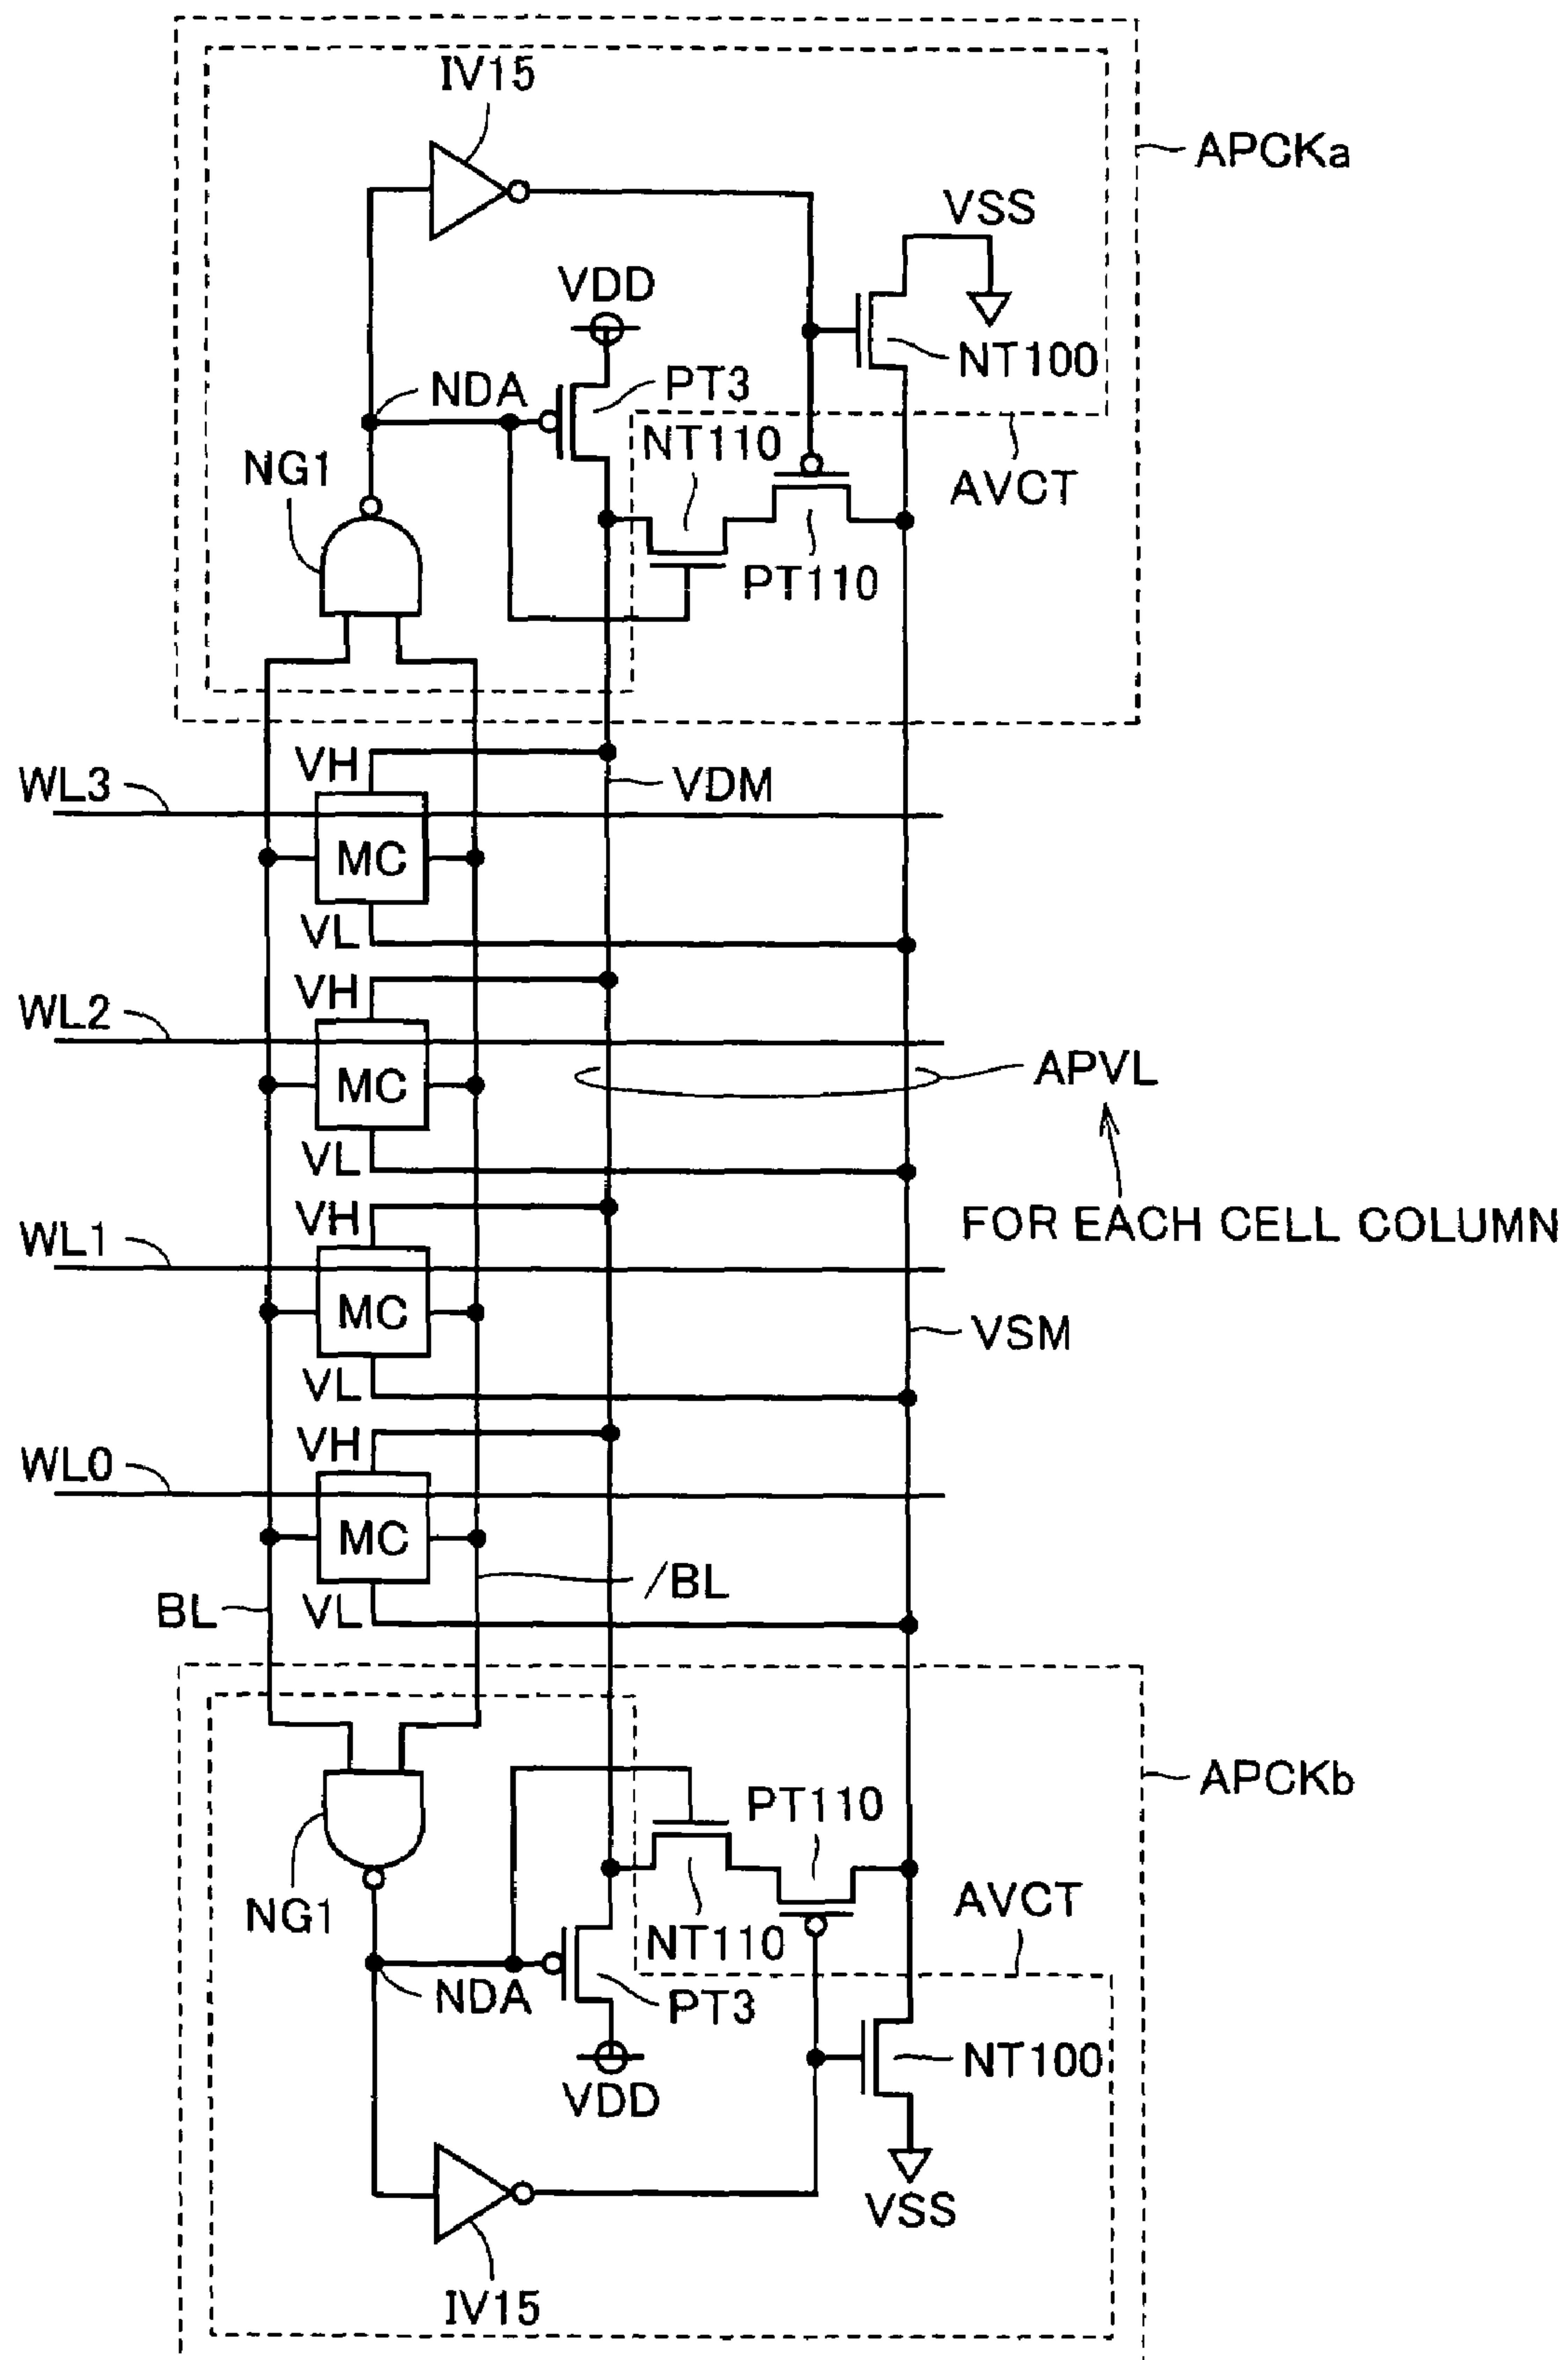 IV15
APCKa
VSS
VDD
NT100
PT3
NDA
NT110
NG1
AVCT
PT110
VH
WL3
VDM
MC
VL
VH
WL2
MC
APVL
VL
VH
FOR EACH CELL COLUMN
WL1
MC
VSM
VL
VH
WL0
MC
/BL
BL
VL
APCKb
PT110
AVCT
NG1
NT110
NDA
PT3
NT100
VDD
VSS
IV15